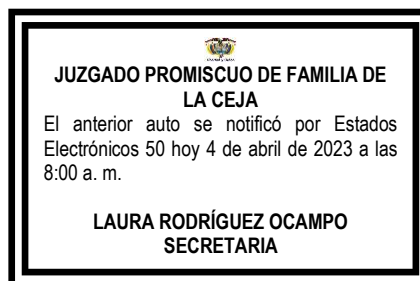 JUZGADO PROMISCUO DE FAMILIA DE
LA CEJA
El anterior auto se notificó por Estados
Electrónicos 50 hoy 4 de abril de 2023 a las
8:00 a. m.
LAURA RODRÍGUEZ OCAMPO
SECRETARIA